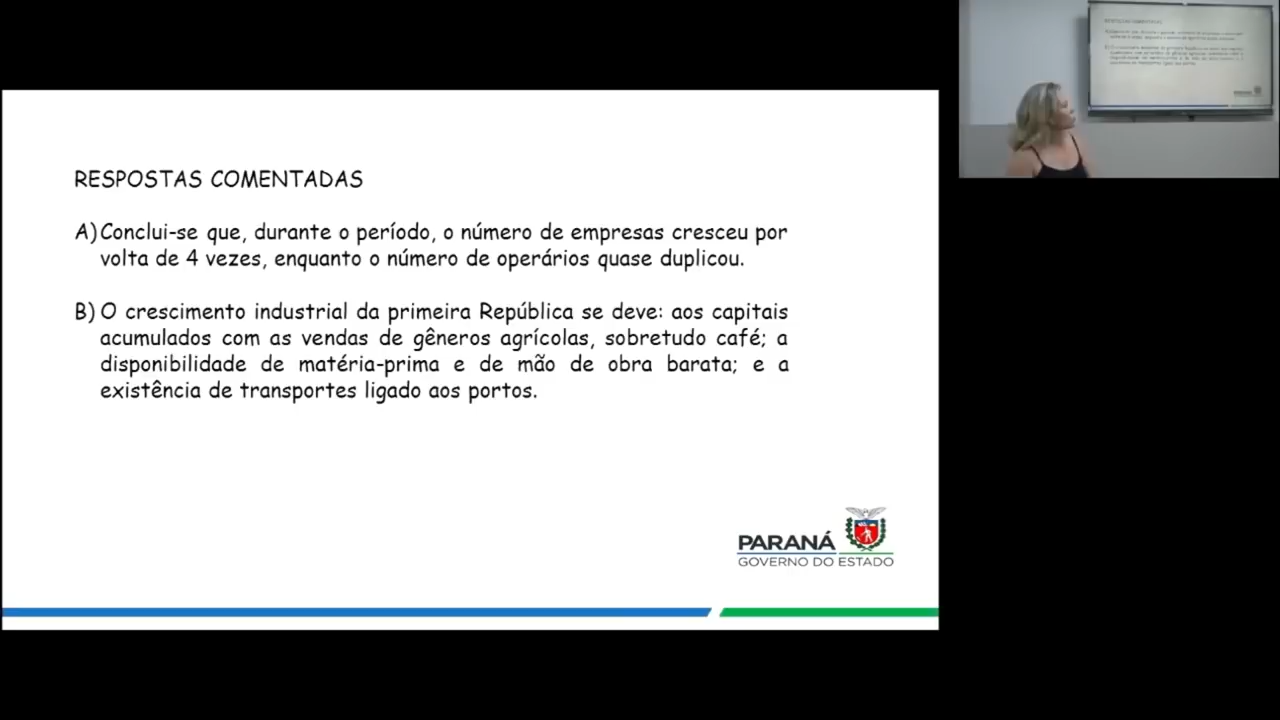 RESPOSTAS COMENTADAS
A) Conclui-se que, durante o período, o número de empresas cresceu por
volta de 4 vezes, enquanto o número de operários quase duplicou.
B) O crescimento industrial da primeira República se deve: aos capitais
acumulados com as vendas de gêneros agrícolas, sobretudo café; a
disponibilidade de matéria-prima e de mão de obra barata; e a
existência de transportes ligado aos portos.
PARANÁ
GOVERNO DO ESTADO